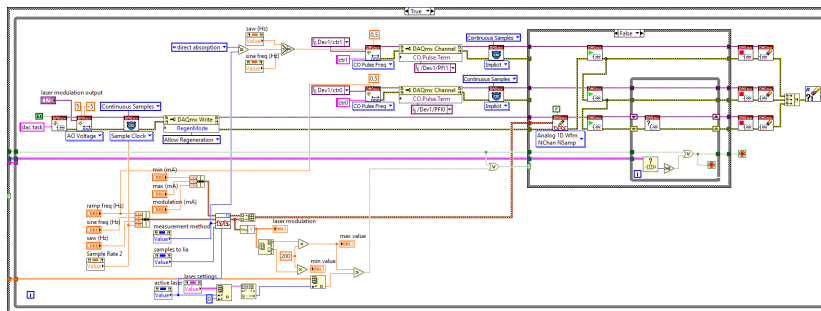 True
saw (Hz)
Value
direct absorption
sine freq (Hz)
Value
0.5
Dev1/ctr1
ctr1
CO Pulse Freq
DAQmx Channel
CO.Pulse.Term
/Dev1/PFI1
Continuous Samples
Implicit
False
0.5
Dev1/ctr0
ctr0
CO Pulse Freq
DAQmx Channel
CO.Pulse.Term
/Dev1/PFI0
Continuous Samples
Implicit
laser modulation output
5
-5
Continuous Samples
dac task
AO Voltage
Sample Clock
DAQmx Write
RegenMode
Allow Regeneration
F
Analog 1D Wfm
NChan NSamp
min (mA)
max (mA)
modulation (mA)
ramp freq (Hz)
sine freq (Hz)
saw (Hz)
Sample Rate 2
Value
measurement method
Value
samples to lia
Value
laser modulation
200
max value
min value
active laser
Value
laser settings
Value
0
i
i